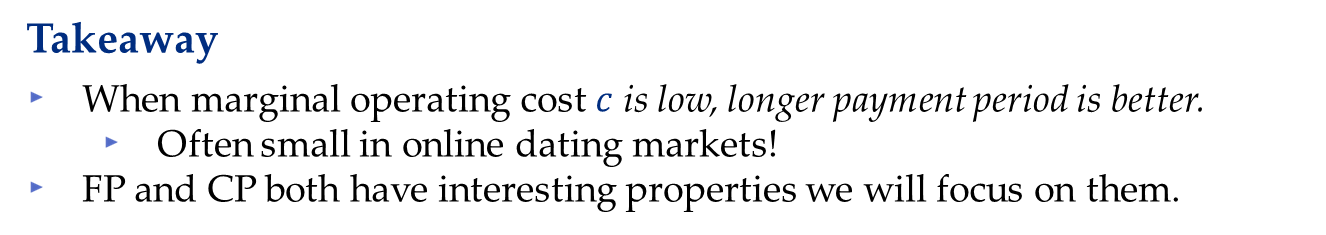 Takeaway
▸ When marginal operating cost c is low, longer payment period is better.
▸ Often small in online dating markets!
▸ FP and CP both have interesting properties we will focus on them.